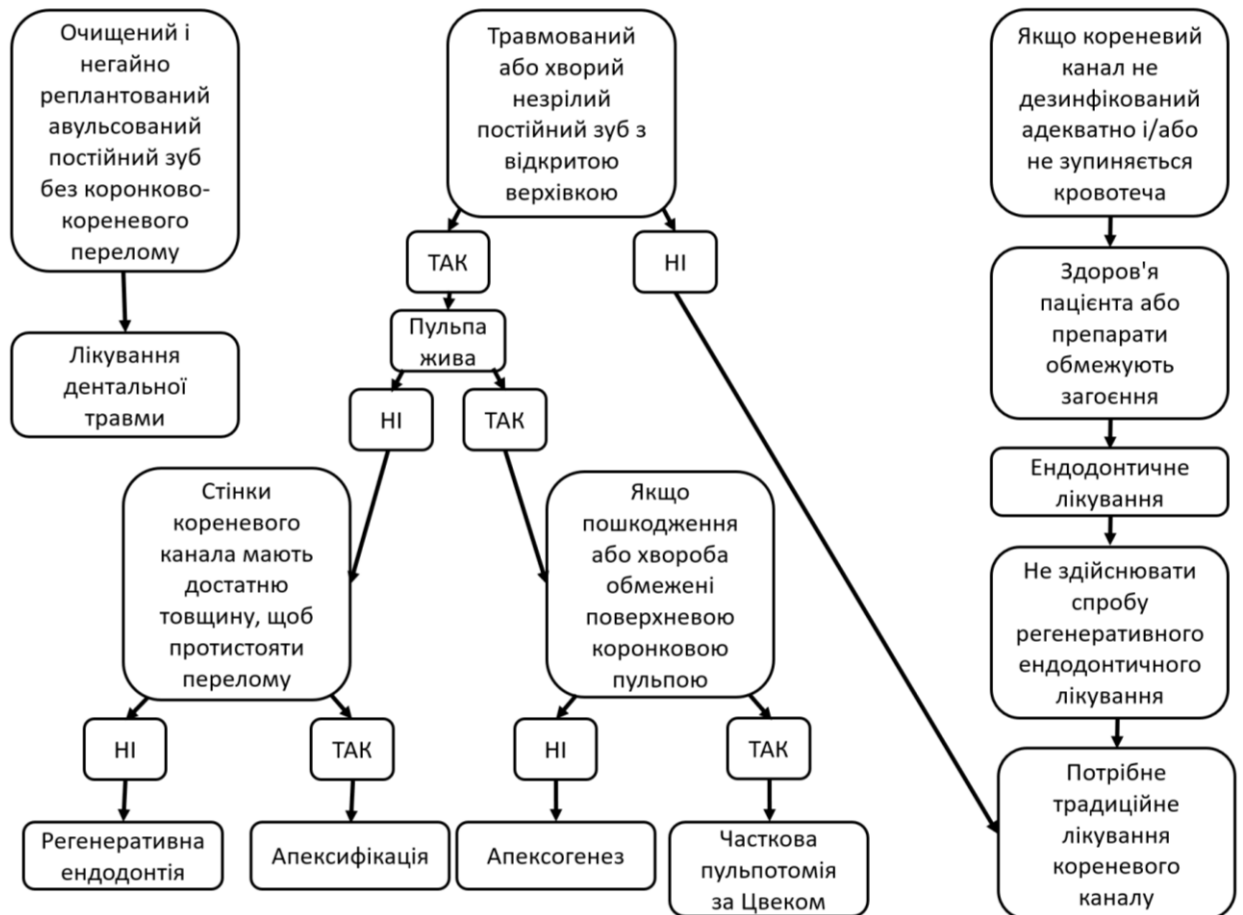 Очищений і
негайно
реплантований
авульсований
постійний зуб
без коронково-
кореневого
перелому
Лікування
дентальної
травми
Травмований
або хворий
незрілий
постійний зуб з
відкритою
верхівкою
ТАК
НІ
Пульпа
жива
НІ
ТАК
Стінки
кореневого
канала мають
достатню
товщину, щоб
протистояти
перелому
Якщо
пошкодження
або хвороба
обмежені
поверхневою
коронковою
пульпою
НІ
ТАК
НІ
ТАК
Регенеративна
ендодонтія
Апексифікація
Апексогенез
Часткова
пульпотомія
за Цвеком
Якщо кореневий
канал не
дезинфікований
адекватно і/або
не зупиняється
кровотеча
Здоров'я
пацієнта або
препарати
обмежують
загоєння
Ендодонтичне
лікування
Не здійснювати
спробу
регенеративного
ендодонтичного
лікування
Потрібне
традиційне
лікування
кореневого
каналу